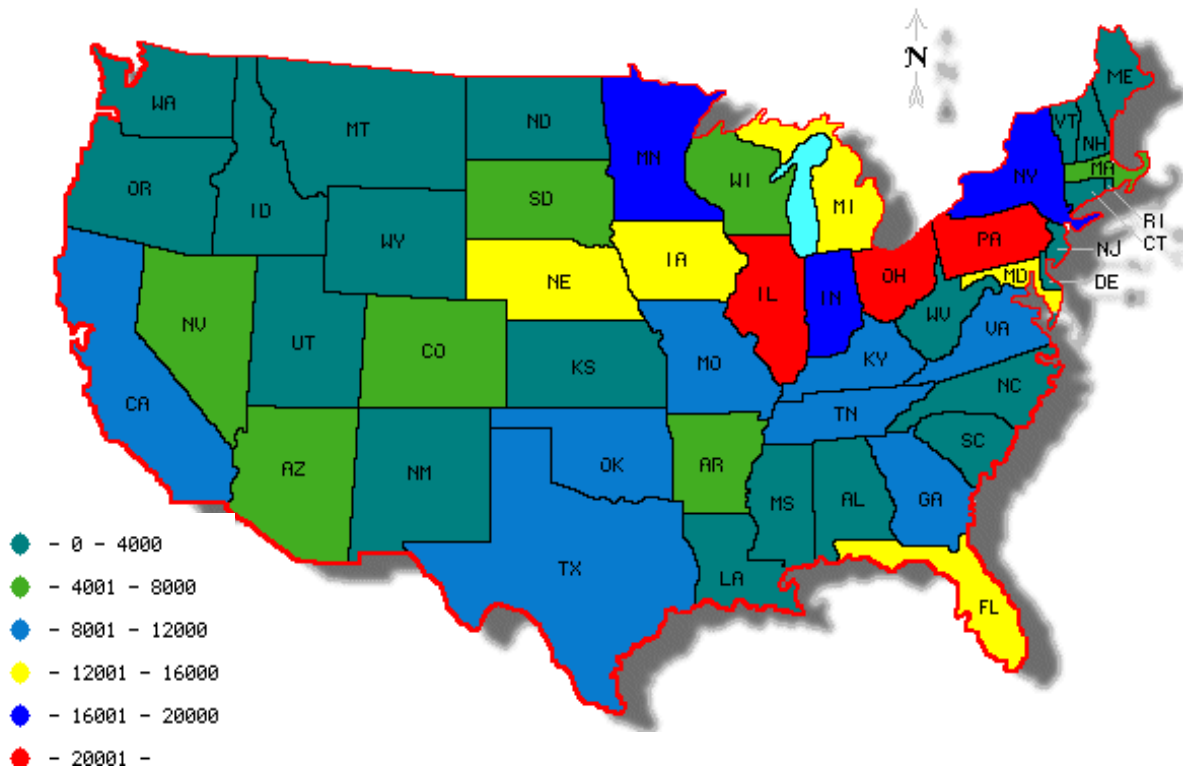 N
WA
MT
ND
MN
ME
VT
NH
NY
MA
RI
CT
OR
ID
SD
WI
MI
WY
NE
IA
PA
NJ
OH
MD
DE
IL
IN
NV
UT
CO
KS
MO
WV
VA
KY
CA
NC
TN
AZ
NM
OK
AR
SC
MS
AL
GA
TX
LA
FL
- 0 - 4000
- 4001 - 8000
- 8001 - 12000
- 12001 - 16000
- 16001 - 20000
- 20001 -